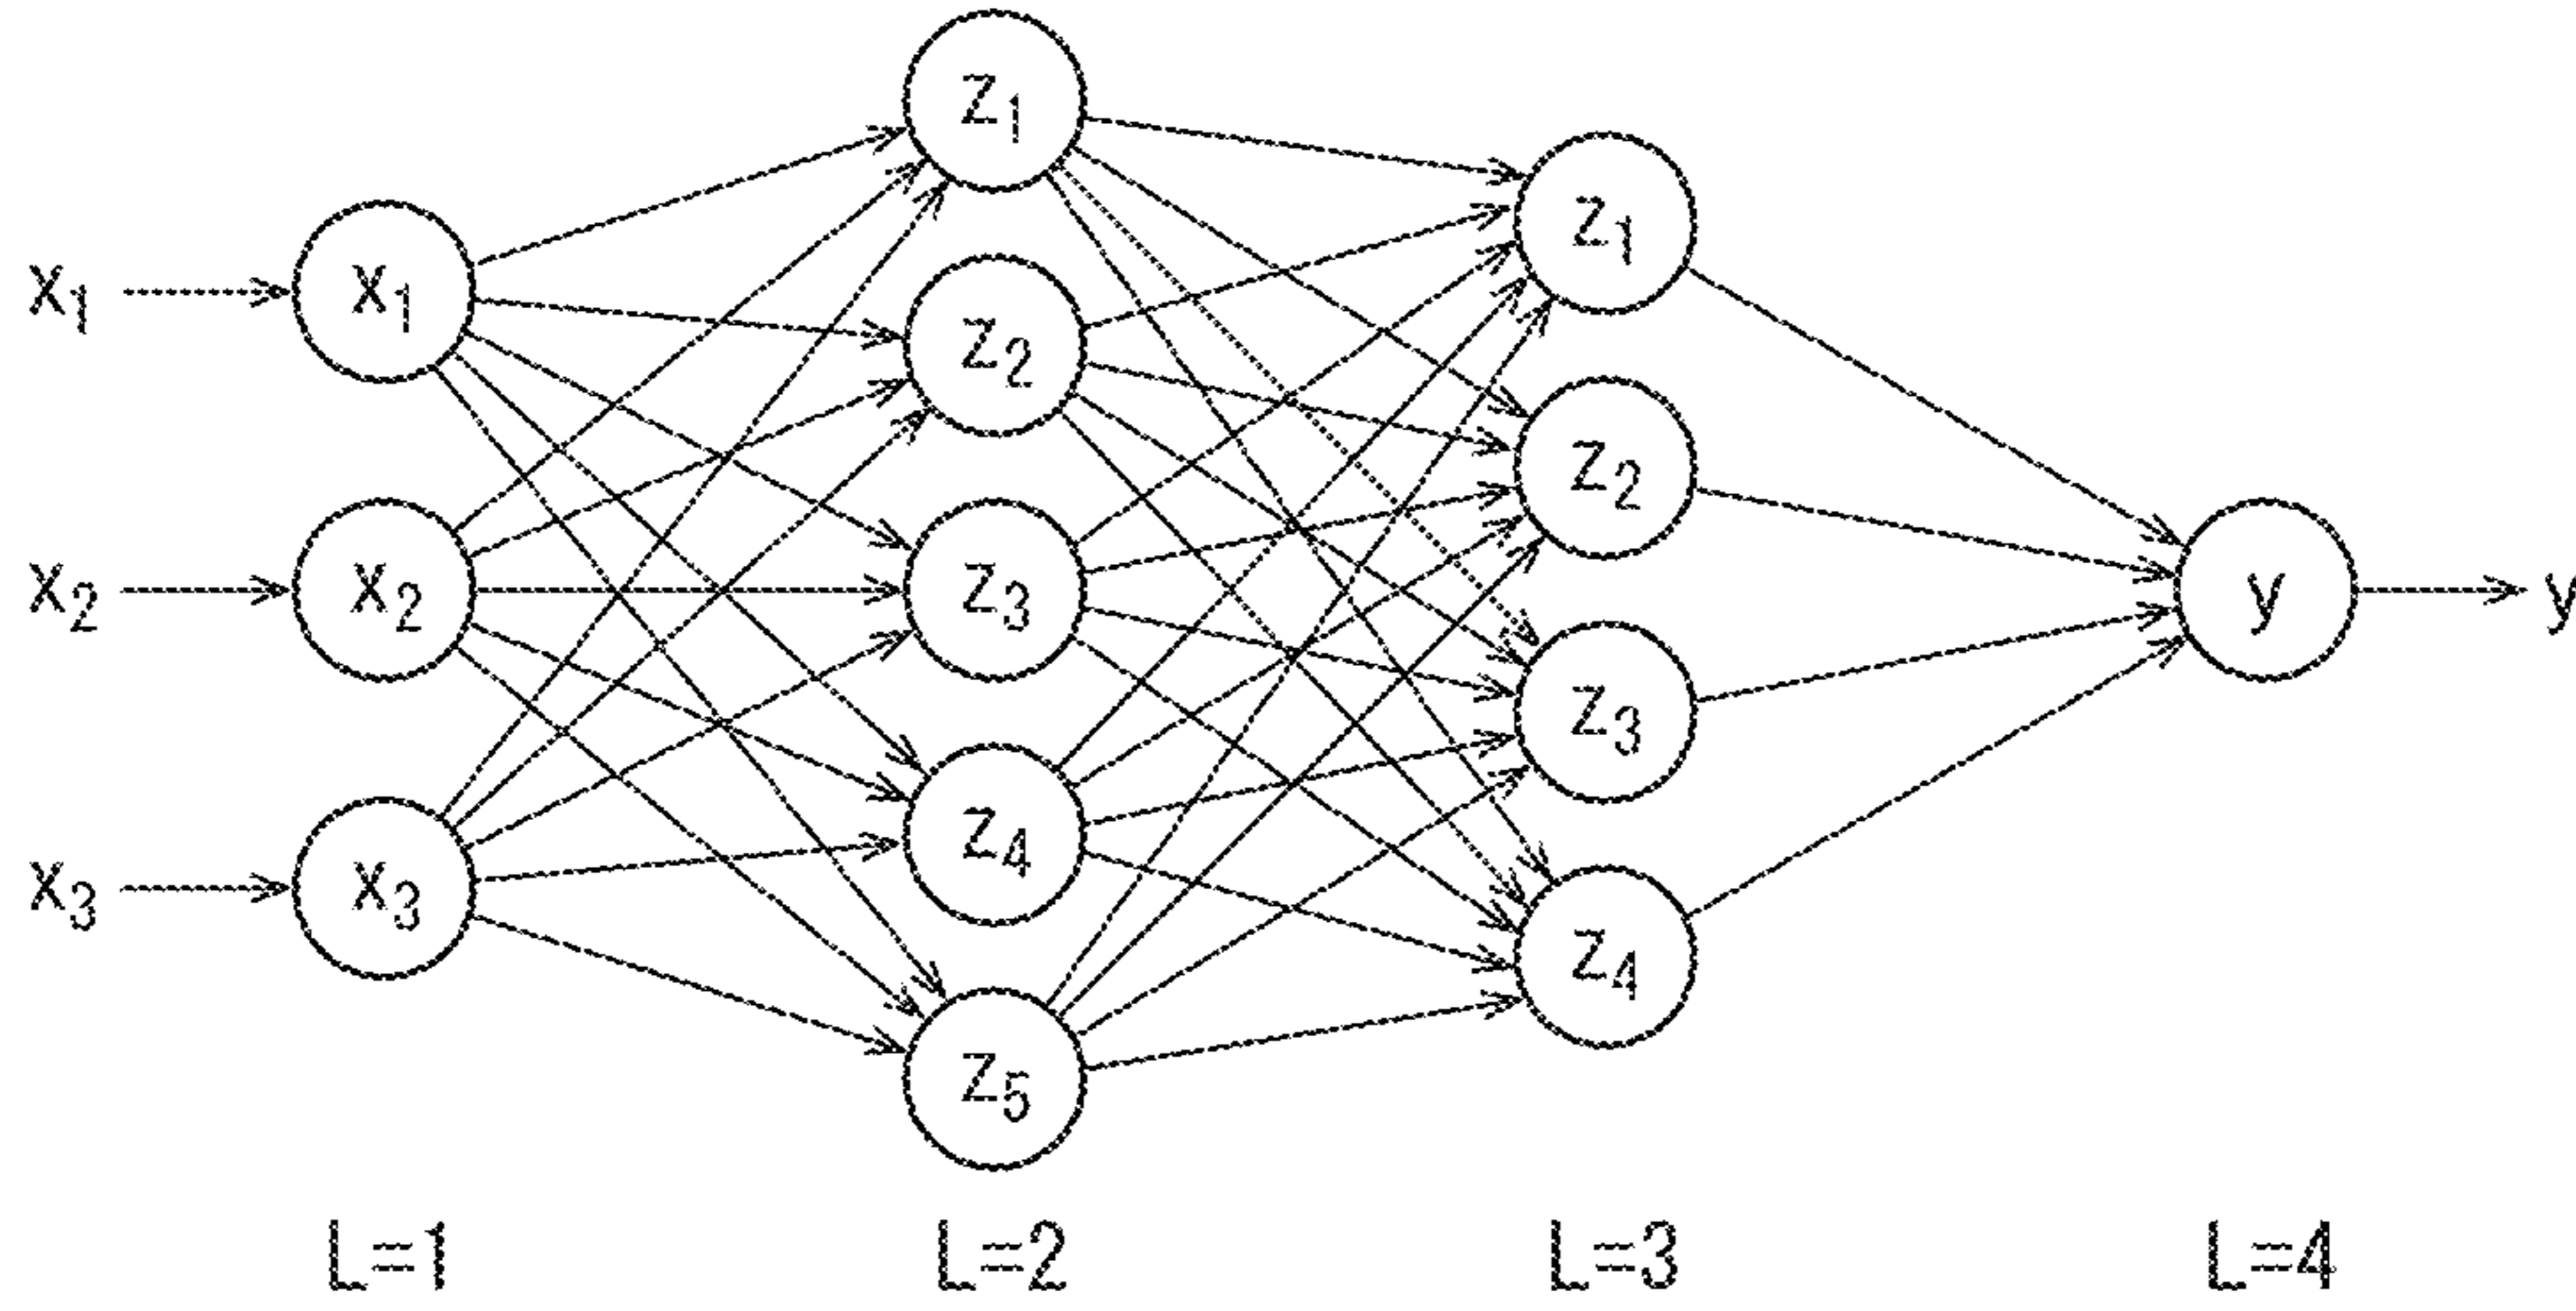 z₁
z₁
x₁ x₁
z₂
z₂
x₂ x₂ z₃ y y
z₃
z₄
x₃ x₃
z₄
z₅
L=1 L=2 L=3 L=4